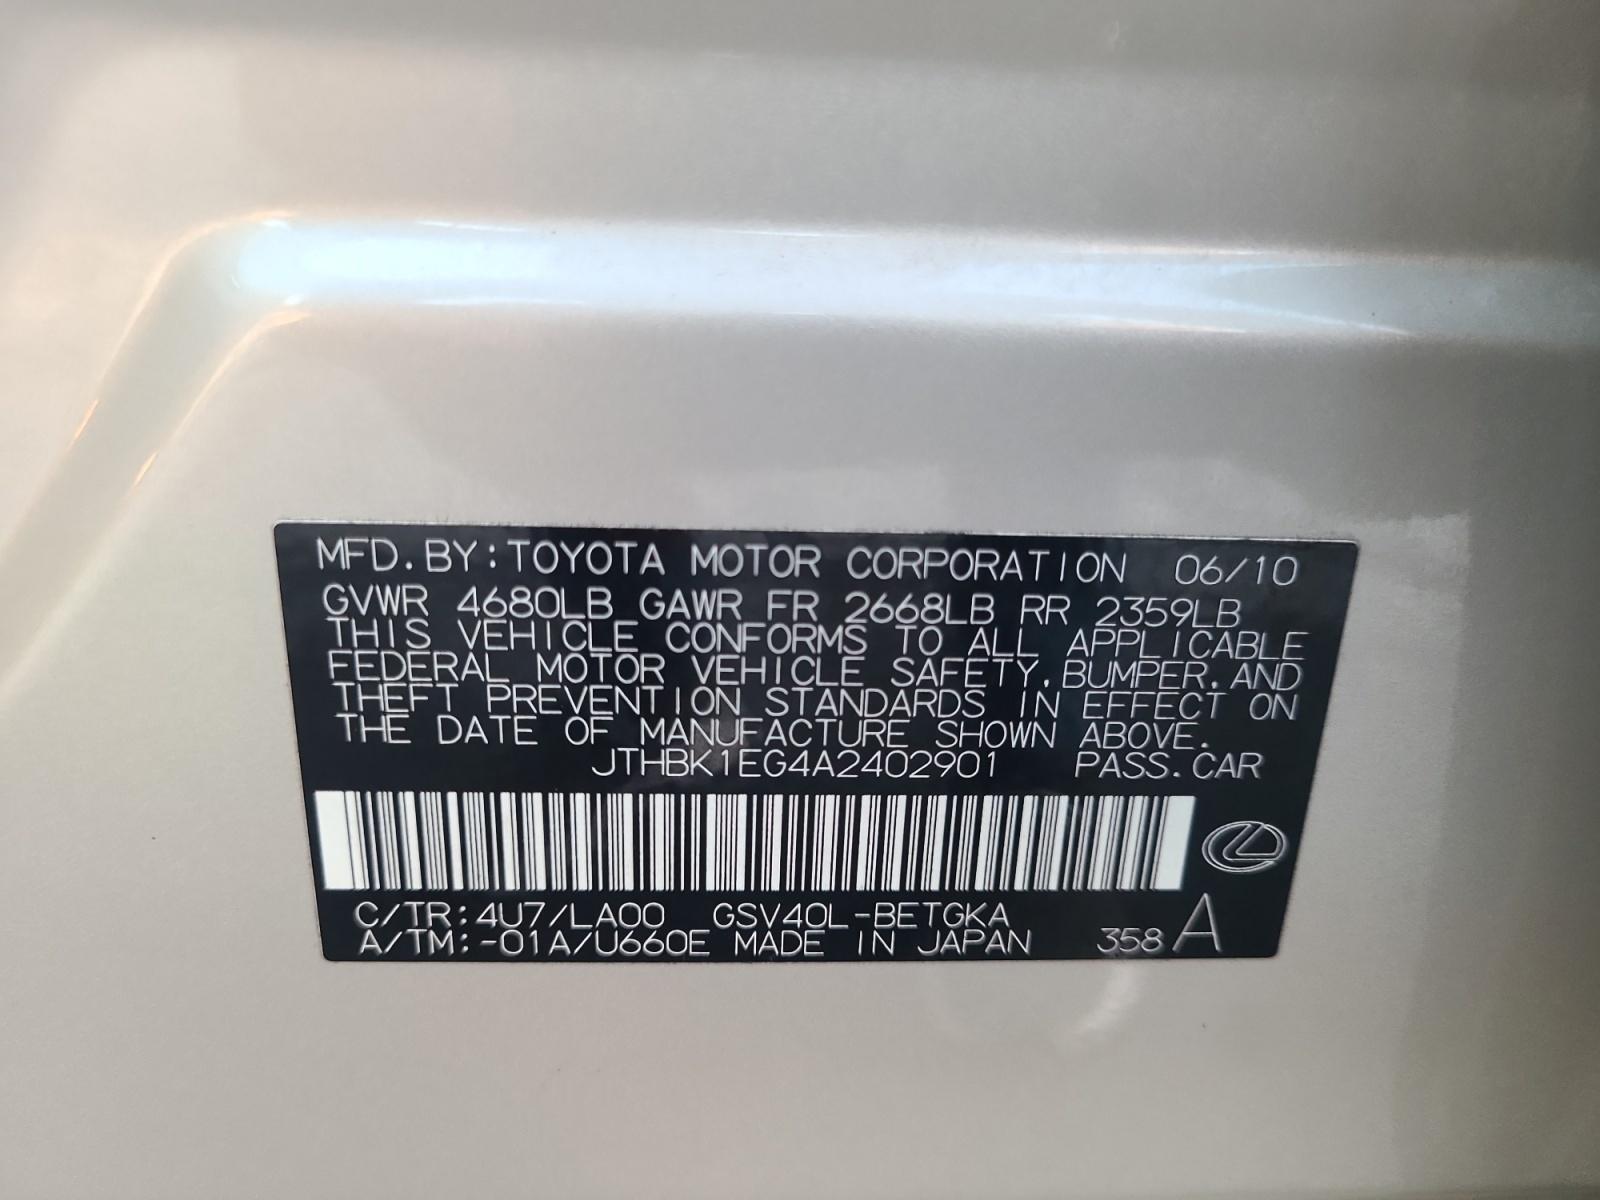 MFD. BY: TOYOTA MOTOR CORPORATION 06/10
GVWR 4680LB GAWR FR 2668LB RR 2359LB
THIS VEHICLE CONFORMS TO ALL APPLICABLE
FEDERAL MOTOR VEHICLE SAFETY, BUMPER, AND
THEFT PREVENTION STANDARDS IN EFFECT ON
THE DATE OF MANUFACTURE SHOWN ABOVE.
JTHBK1EG4A2402901 PASS. CAR
C/TR: 4U7/LA00 GSV40L-BETGKA
A/TM: -01A/U660E MADE IN JAPAN 358 A